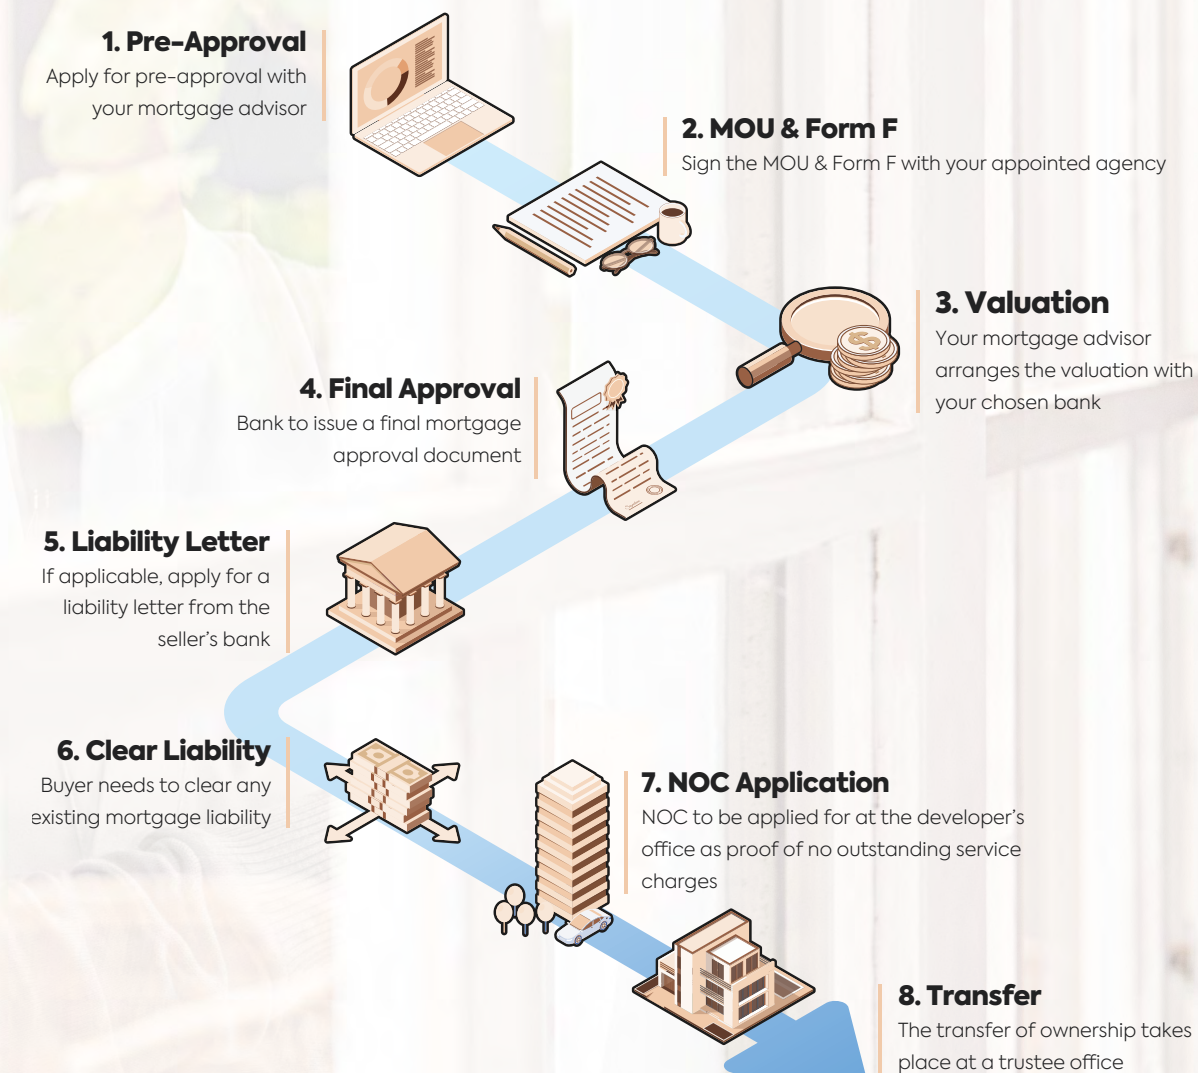 1. Pre-Approval
Apply for pre-approval with
your mortgage advisor
2. MOU & Form F
Sign the MOU & Form F with your appointed agency
3. Valuation
Your mortgage advisor
arranges the valuation with
your chosen bank
4. Final Approval
Bank to issue a final mortgage
approval document
5. Liability Letter
If applicable, apply for a
liability letter from the
seller's bank
6. Clear Liability
Buyer needs to clear any
existing mortgage liability
7. NOC Application
NOC to be applied for at the developer's
office as proof of no outstanding service
charges
8. Transfer
The transfer of ownership takes
place at a trustee office